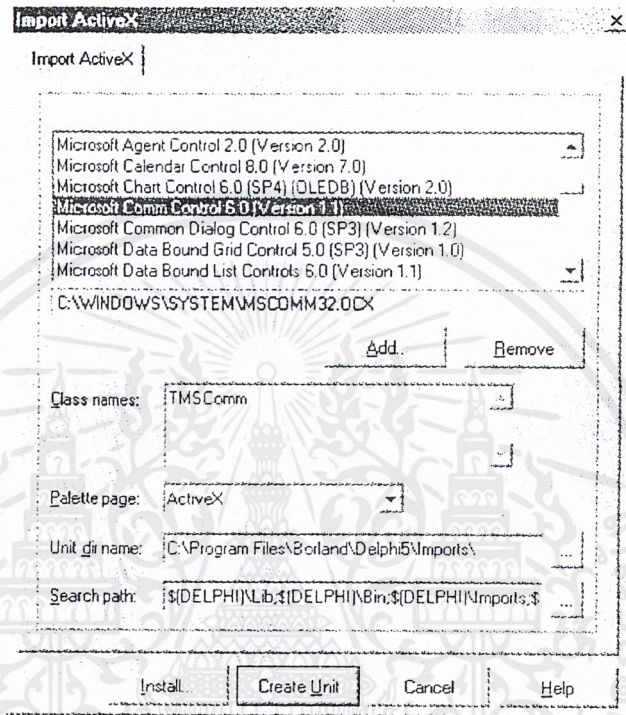 Import ActiveX
Import ActiveX
Microsoft Agent Control 2.0 (Version 2.0)
Microsoft Calendar Control 8.0 (Version 7.0)
Microsoft Chart Control 6.0 (SP4) (OLEDB) (Version 2.0)
Microsoft Comm Control 6.0 (Version 1.1)
Microsoft Common Dialog Control 6.0 (SP3) (Version 1.2)
Microsoft Data Bound Grid Control 5.0 (SP3) (Version 1.0)
Microsoft Data Bound List Controls 6.0 (Version 1.1)
C:\WINDOWS\SYSTEM\MSCOMM32.OCX
Add... Remove
Class names: TMSComm
Palette page: ActiveX
Unit dir name: C:\Program Files\Borland\Delphi5\Imports\ ...
Search path: $(DELPHI)\Lib;$(DELPHI)\Bin;$(DELPHI)\Imports;$ ...
Install... Create Unit Cancel Help